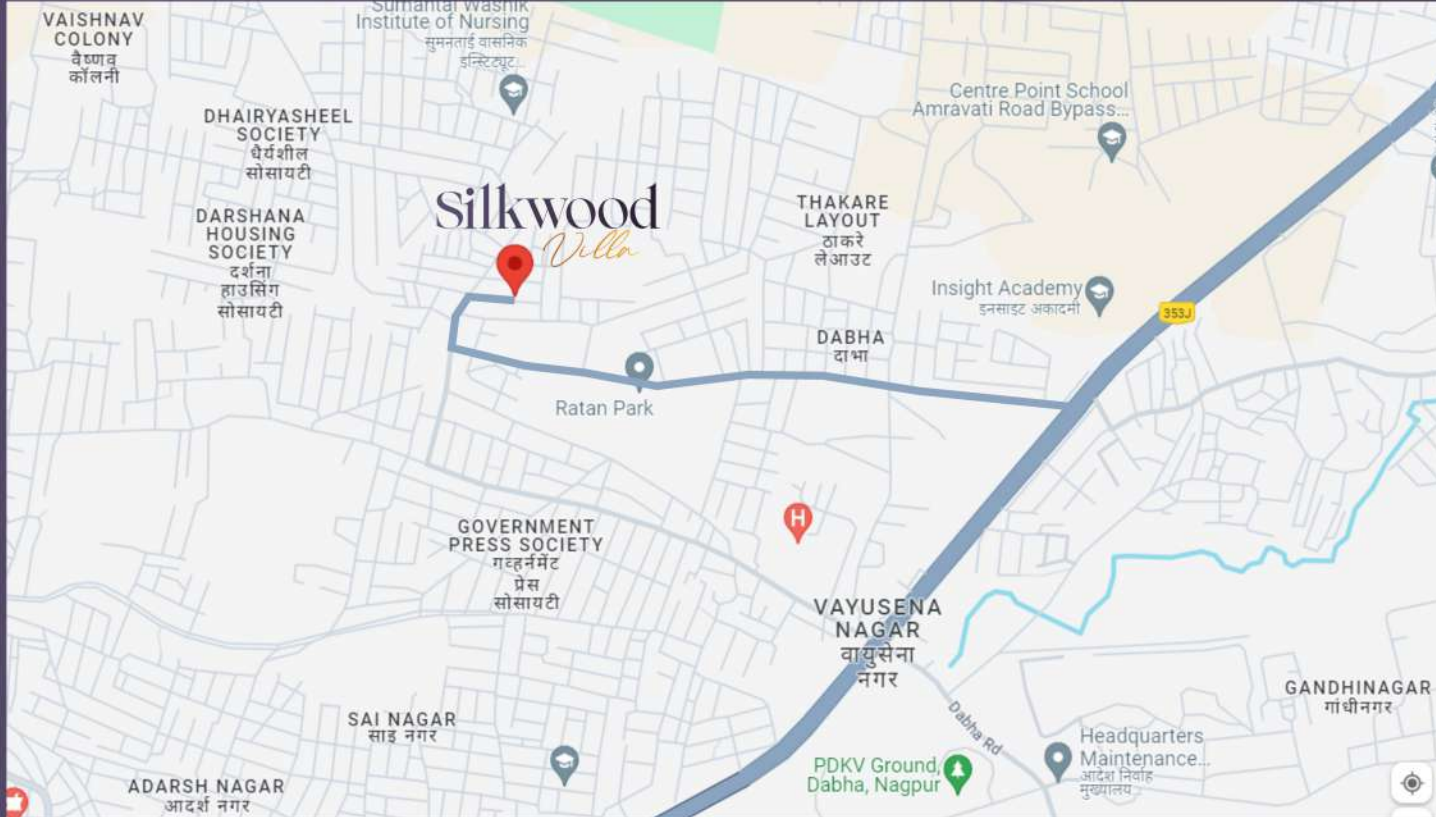 VAISHNAV
COLONY
वैष्णव
कॉलनी
Institute of Nursing
सुमनताई वासनिक
इन्स्टिट्यूट...
DHAIRYASHEEL
SOCIETY
धैर्यशील
सोसायटी
Centre Point School
Amravati Road Bypass...
Silkwood
Villa
DARSHANA
HOUSING
SOCIETY
दर्शना
हाउसिंग
सोसायटी
THAKARE
LAYOUT
ठाकरे
लेआउट
Insight Academy
इनसाइट अकादमी
353J
DABHA
दाभा
Ratan Park
H
GOVERNMENT
PRESS SOCIETY
गव्हर्नमेंट
प्रेस
सोसायटी
VAYUSENA
NAGAR
वायुसेना
नगर
GANDHINAGAR
गांधीनगर
SAI NAGAR
साई नगर
Dabha Rd
Headquarters
Maintenance...
आदेश निर्वाह
मुख्यालय
PDKV Ground,
Dabha, Nagpur
ADARSH NAGAR
आदर्श नगर